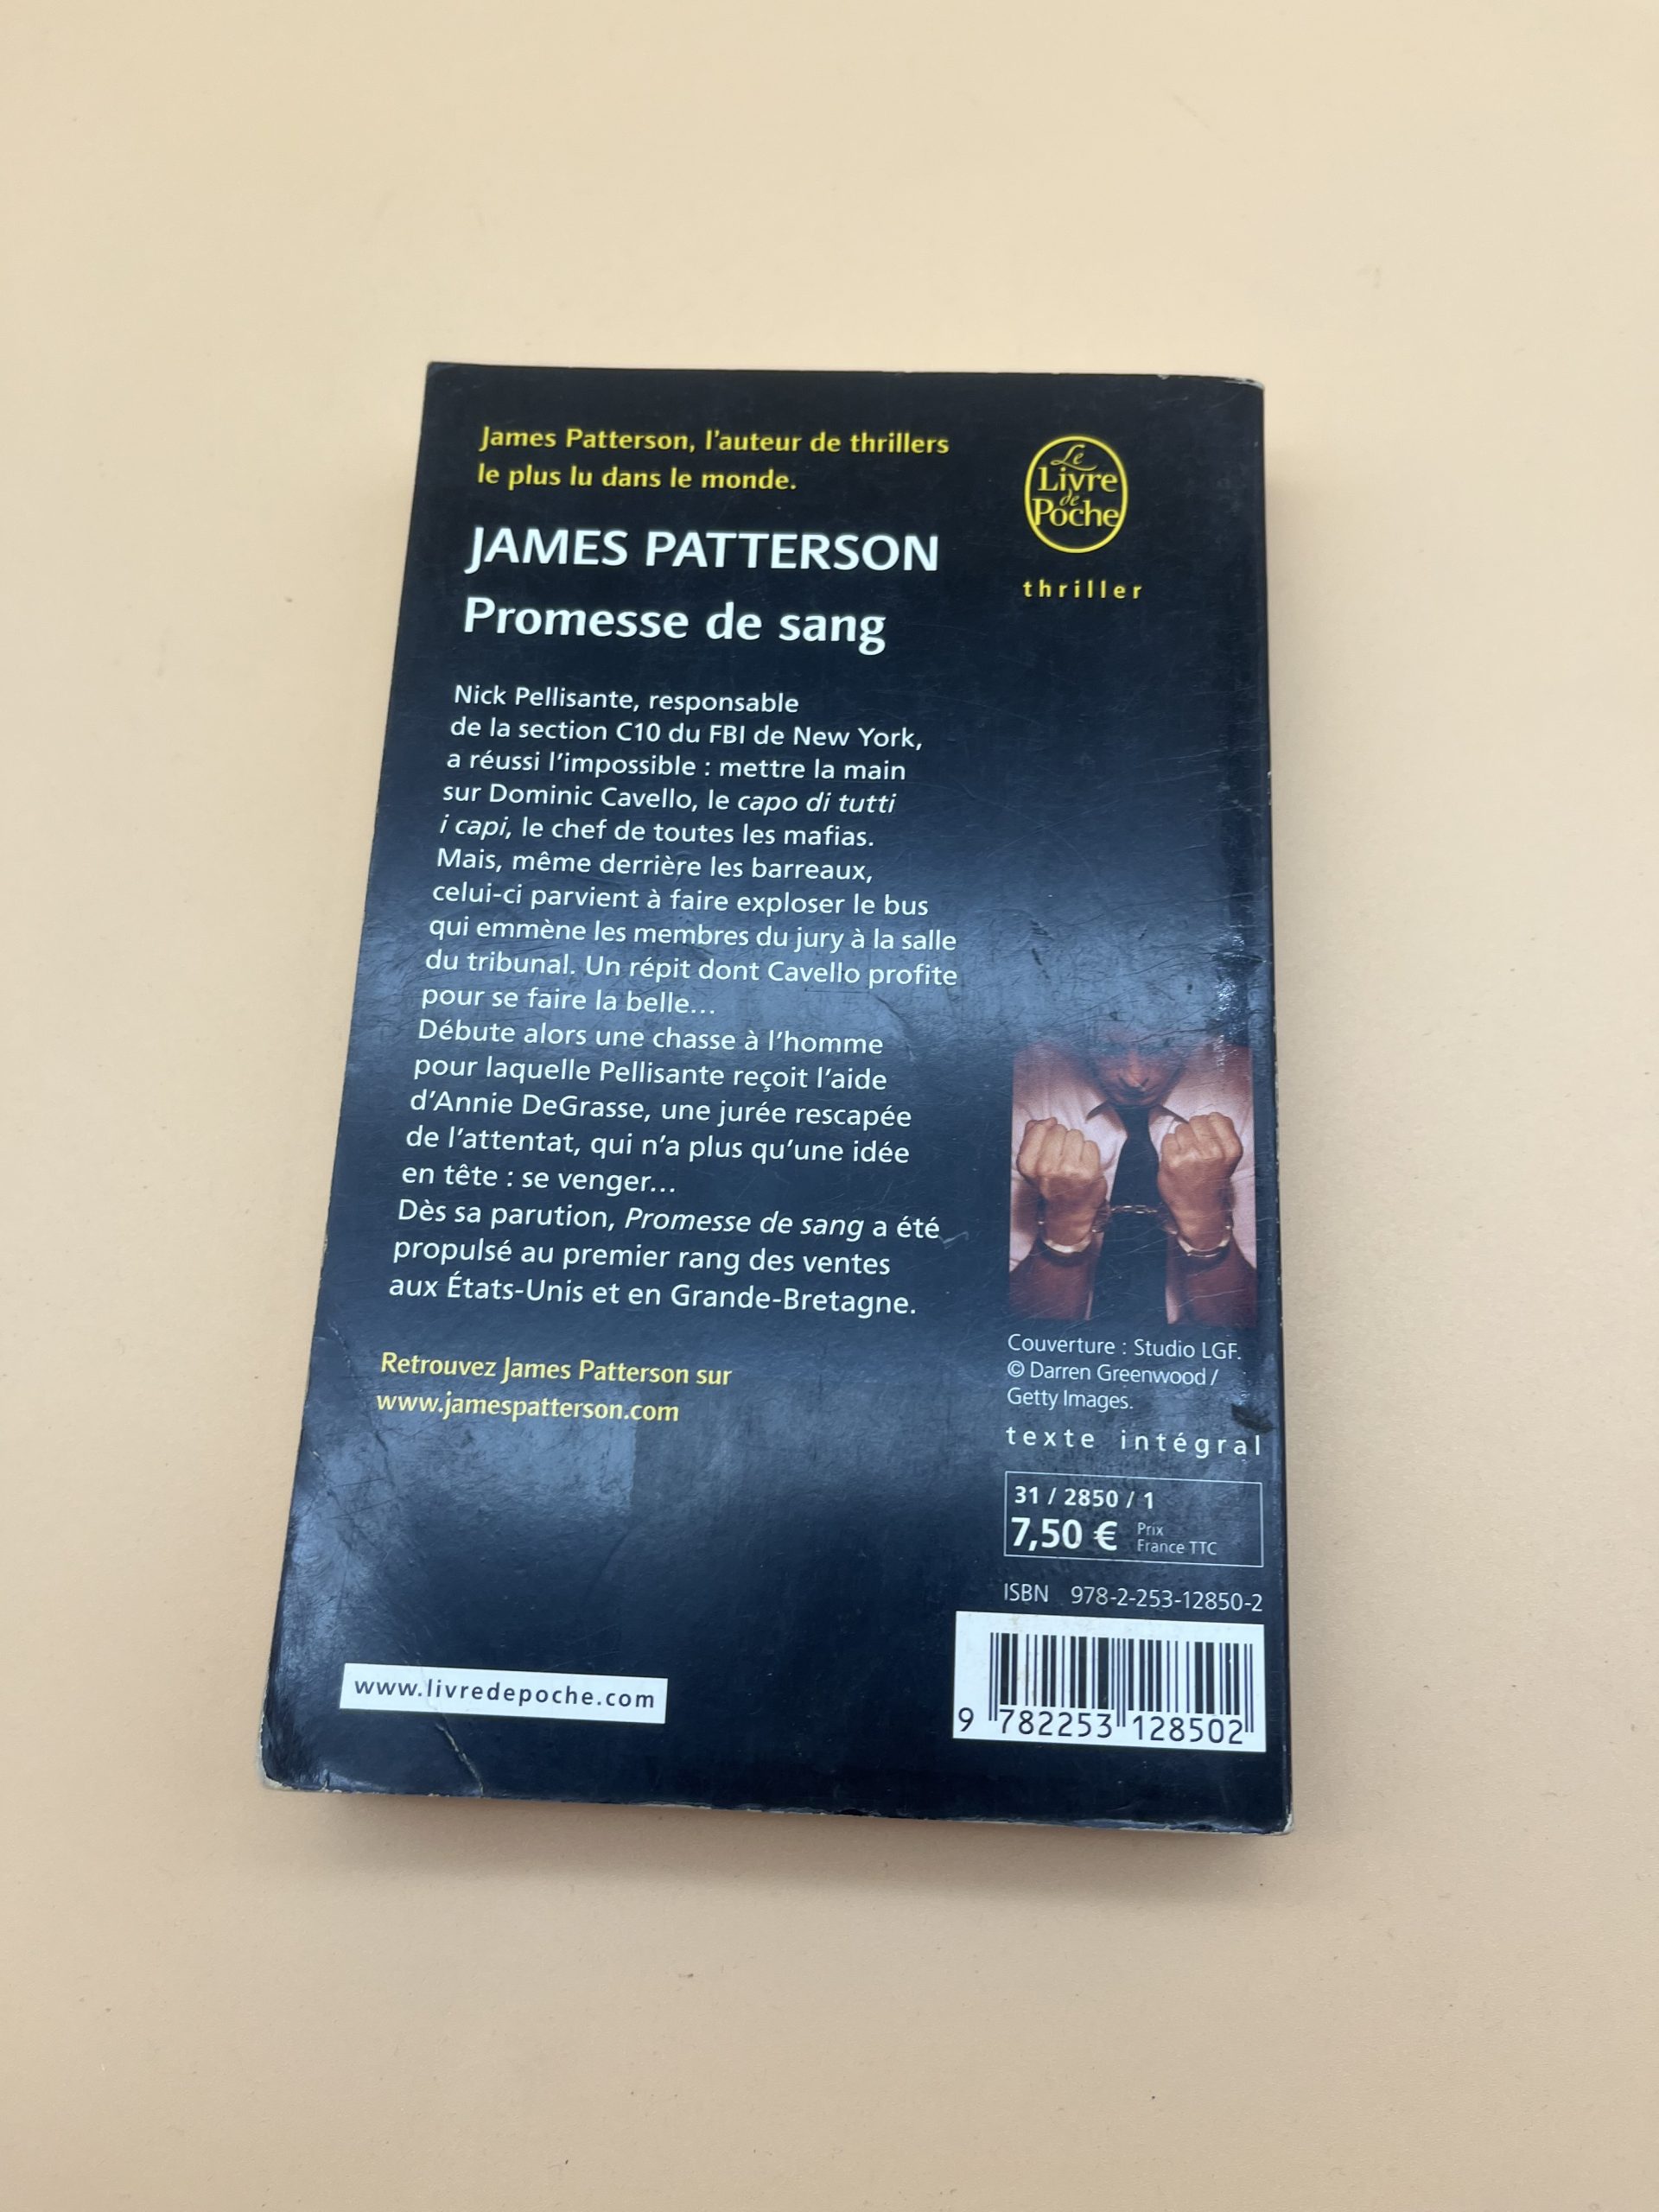 James Patterson, l'auteur de thrillers
le plus lu dans le monde.
Le
Livre
de
Poche
thriller
JAMES PATTERSON
Promesse de sang
Nick Pellisante, responsable
de la section C10 du FBI de New York,
a réussi l'impossible : mettre la main
sur Dominic Cavello, le capo di tutti
i capi, le chef de toutes les mafias.
Mais, même derrière les barreaux,
celui-ci parvient à faire exploser le bus
qui emmène les membres du jury à la salle
du tribunal. Un répit dont Cavello profite
pour se faire la belle...
Débute alors une chasse à l'homme
pour laquelle Pellisante reçoit l'aide
d'Annie DeGrasse, une jurée rescapée
de l'attentat, qui n'a plus qu'une idée
en tête : se venger...
Dès sa parution, Promesse de sang a été
propulsé au premier rang des ventes
aux États-Unis et en Grande-Bretagne.
Retrouvez James Patterson sur
www.jamespatterson.com
Couverture : Studio LGF.
© Darren Greenwood /
Getty Images.
texte intégral
31 / 2850 / 1
7,50 € Prix
France TTC
ISBN 978-2-253-12850-2
9 782253 128502
www.livredepoche.com